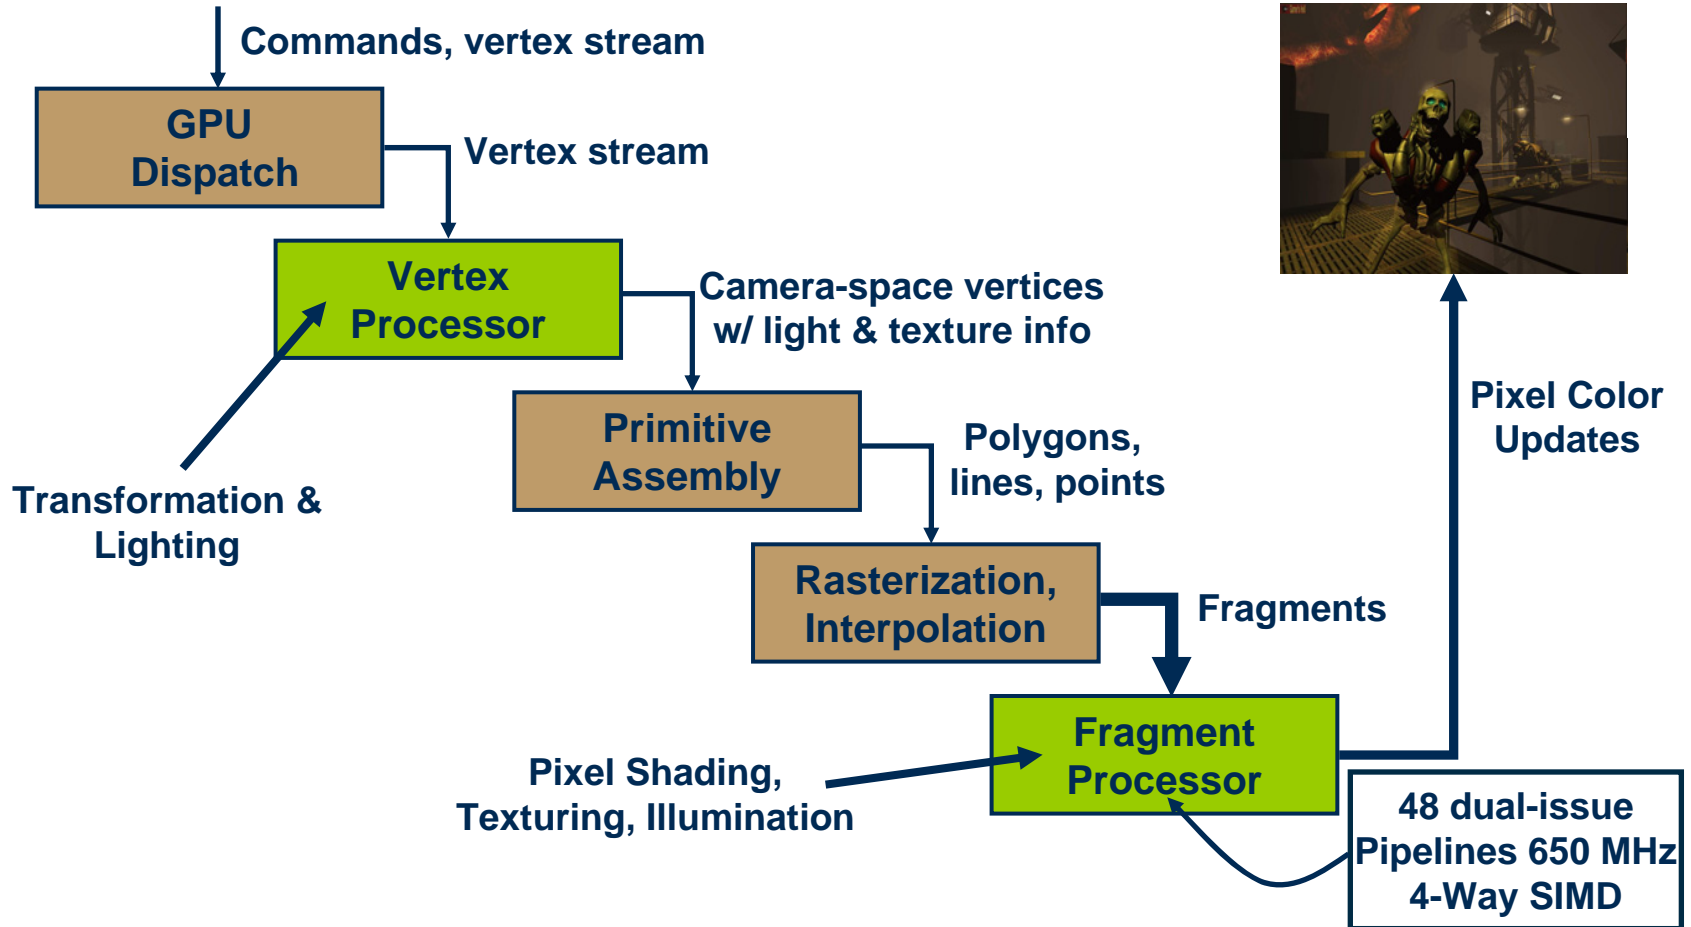 Commands, vertex stream
GPU
Dispatch
Vertex stream
Vertex
Processor
Camera-space vertices
w/ light & texture info
Transformation &
Lighting
Primitive
Assembly
Polygons,
lines, points
Pixel Color
Updates
Rasterization,
Interpolation
Fragments
Fragment
Processor
Pixel Shading,
Texturing, Illumination
48 dual-issue
Pipelines 650 MHz
4-Way SIMD